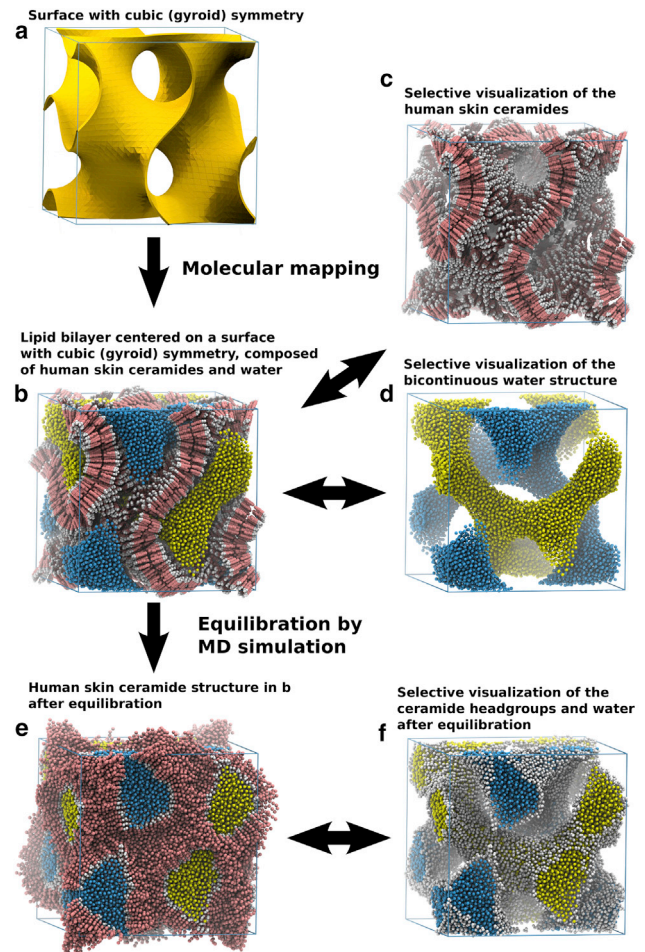 Surface with cubic (gyroid) symmetry
a
c
Selective visualization of the
human skin ceramides
Molecular mapping
Lipid bilayer centered on a surface
with cubic (gyroid) symmetry, composed
of human skin ceramides and water
b
Selective visualization of the
bicontinuous water structure
d
Equilibration by
MD simulation
Human skin ceramide structure in b
after equilibration
e
Selective visualization of the
ceramide headgroups and water
after equilibration
f